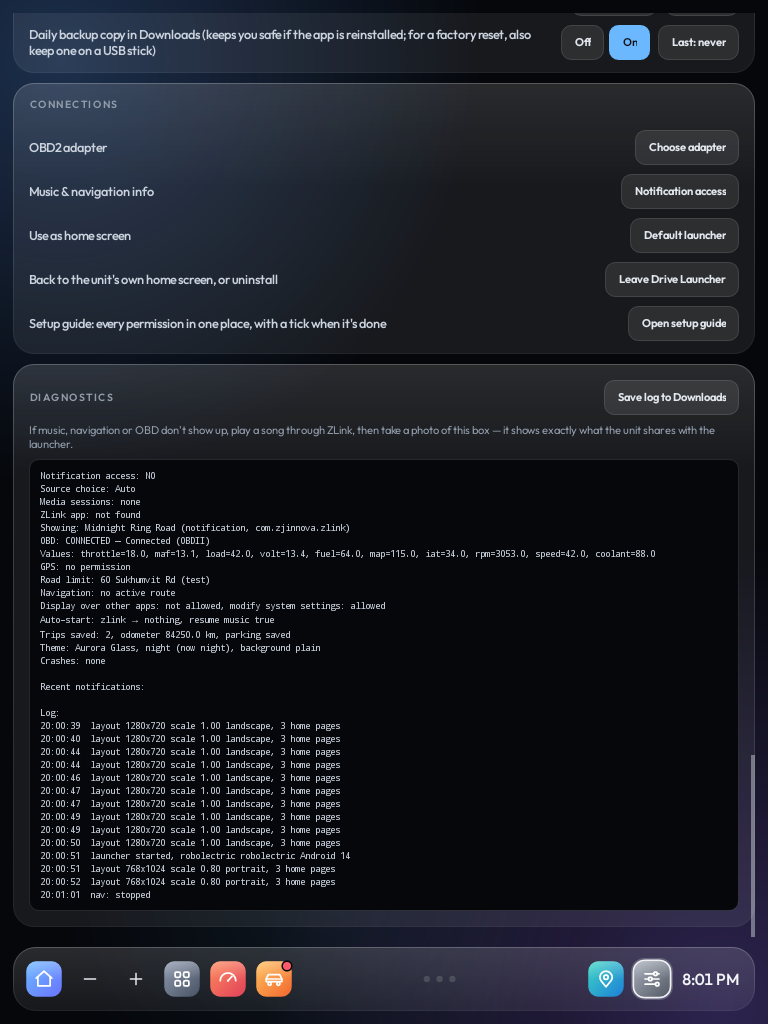 Daily backup copy in Downloads (keeps you safe if the app is reinstalled; for a factory reset, also
keep one on a USB stick)
Off
On
Last: never
CONNECTIONS
OBD2 adapter
Choose adapter
Music & navigation info
Notification access
Use as home screen
Default launcher
Back to the unit's own home screen, or uninstall
Leave Drive Launcher
Setup guide: every permission in one place, with a tick when it's done
Open setup guide
DIAGNOSTICS
Save log to Downloads
If music, navigation or OBD don't show up, play a song through ZLink, then take a photo of this box — it shows exactly what the unit shares with the
launcher.
Notification access: NO
Source choice: Auto
Media sessions: none
ZLink app: not found
Showing: Midnight Ring Road (notification, com.zjinnova.zlink)
OBD: CONNECTED — Connected (OBDII)
Values: throttle=18.0, maf=13.1, load=42.0, volt=13.4, fuel=64.0, map=115.0, iat=34.0, rpm=3053.0, speed=42.0, coolant=88.0
GPS: no permission
Road limit: 60 Sukhumvit Rd (test)
Navigation: no active route
Display over other apps: not allowed, modify system settings: allowed
Auto-start: zlink → nothing, resume music true
Trips saved: 2, odometer 84250.0 km, parking saved
Theme: Aurora Glass, night (now night), background plain
Crashes: none
Recent notifications:
Log:
20:00:39 layout 1280x720 scale 1.00 landscape, 3 home pages
20:00:40 layout 1280x720 scale 1.00 landscape, 3 home pages
20:00:44 layout 1280x720 scale 1.00 landscape, 3 home pages
20:00:44 layout 1280x720 scale 1.00 landscape, 3 home pages
20:00:46 layout 1280x720 scale 1.00 landscape, 3 home pages
20:00:47 layout 1280x720 scale 1.00 landscape, 3 home pages
20:00:47 layout 1280x720 scale 1.00 landscape, 3 home pages
20:00:49 layout 1280x720 scale 1.00 landscape, 3 home pages
20:00:49 layout 1280x720 scale 1.00 landscape, 3 home pages
20:00:50 layout 1280x720 scale 1.00 landscape, 3 home pages
20:00:51 launcher started, robolectric robolectric Android 14
20:00:51 layout 768x1024 scale 0.80 portrait, 3 home pages
20:00:52 layout 768x1024 scale 0.80 portrait, 3 home pages
20:01:01 nav: stopped
8:01 PM